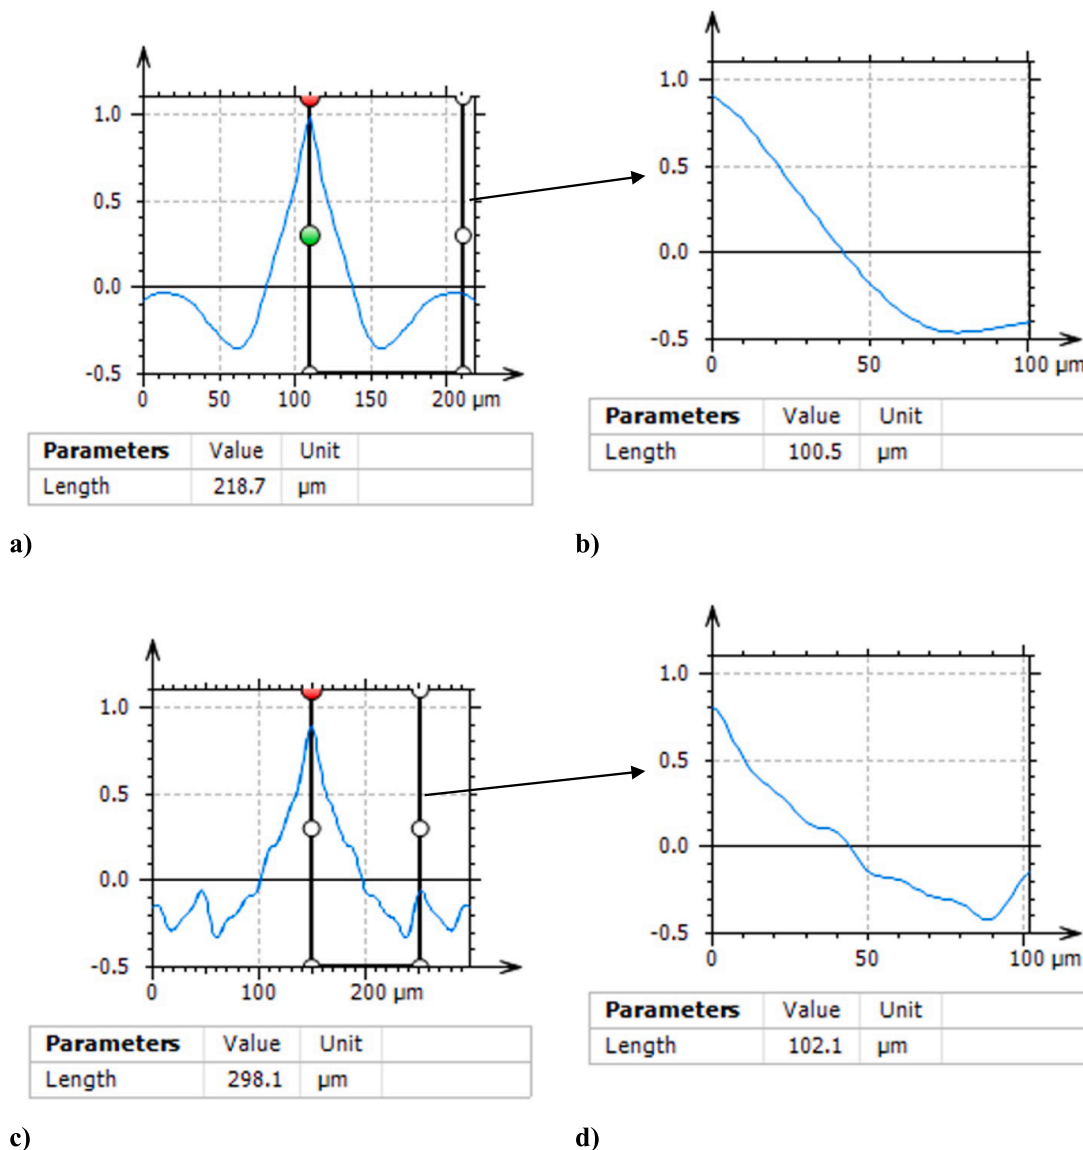 1.0
0.5
0.0
-0.5
0 50 100 150 200 µm
Parameters Value Unit
Length 218.7 µm
a)
1.0
0.5
0.0
-0.5
0 50 100 µm
Parameters Value Unit
Length 100.5 µm
b)
1.0
0.5
0.0
-0.5
0 100 200 µm
Parameters Value Unit
Length 298.1 µm
c)
1.0
0.5
0.0
-0.5
0 50 100 µm
Parameters Value Unit
Length 102.1 µm
d)